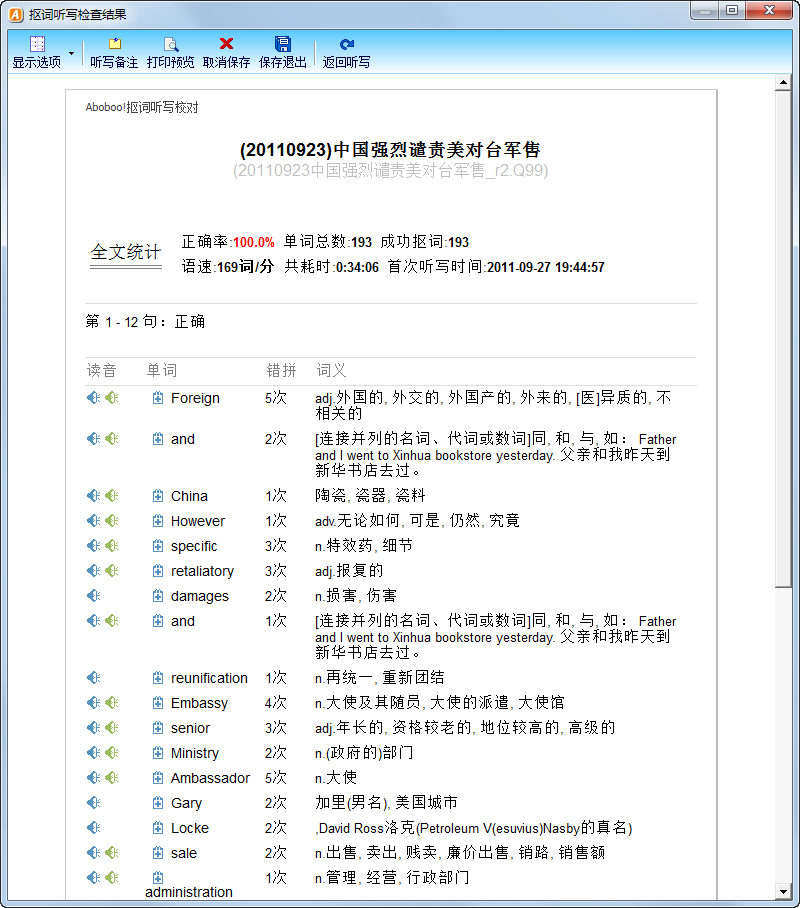 抠词听写检查结果
显示选项 听写备注 打印预览 取消保存 保存退出 返回听写
Aboboo!抠词听写校对
(20110923)中国强烈谴责美对台军售
(20110923中国强烈谴责美对台军售_r2.Q99)
全文统计
正确率:100.0% 单词总数:193 成功抠词:193
语速:169词/分 共耗时:0:34:06 首次听写时间:2011-09-27 19:44:57
第 1 - 12 句：正确
读音 单词 错拼 词义
Foreign 5次 adj.外国的, 外交的, 外国产的, 外来的, [医]异质的, 不
相关的
and 2次 [连接并列的名词、代词或数词]同, 和, 与, 如： Father
and I went to Xinhua bookstore yesterday. 父亲和我昨天到
新华书店去过。
China 1次 陶瓷, 瓷器, 瓷料
However 1次 adv.无论如何, 可是, 仍然, 究竟
specific 3次 n.特效药, 细节
retaliatory 3次 adj.报复的
damages 2次 n.损害, 伤害
and 1次 [连接并列的名词、代词或数词]同, 和, 与, 如： Father
and I went to Xinhua bookstore yesterday. 父亲和我昨天到
新华书店去过。
reunification 1次 n.再统一, 重新团结
Embassy 4次 n.大使及其随员, 大使的派遣, 大使馆
senior 3次 adj.年长的, 资格较老的, 地位较高的, 高级的
Ministry 2次 n.(政府的)部门
Ambassador 5次 n.大使
Gary 2次 加里(男名), 美国城市
Locke 2次 ,David Ross洛克(Petroleum V(esuvius)Nasby的真名)
sale 2次 n.出售, 卖出, 贱卖, 廉价出售, 销路, 销售额
1次 n.管理, 经营, 行政部门
administration